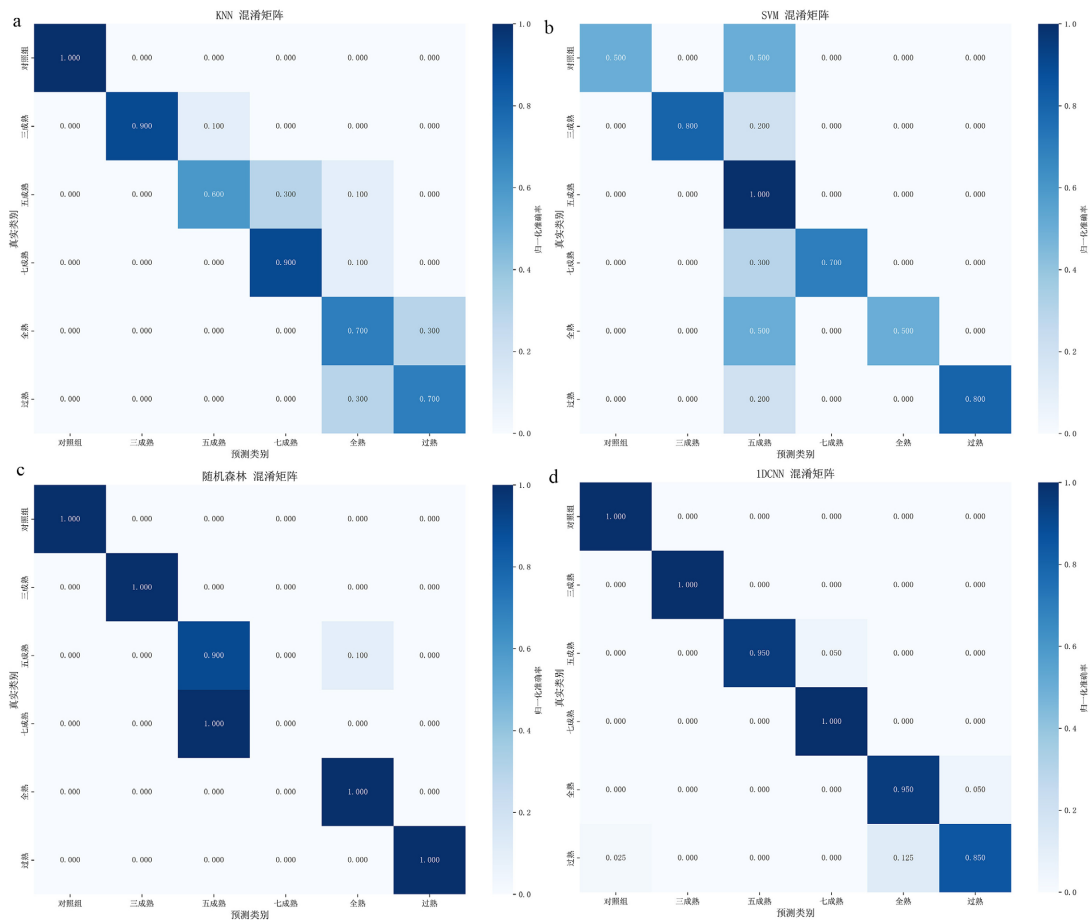 a
KNN 混淆矩阵
对照组 1.000 0.000 0.000 0.000 0.000 0.000
三成熟 0.000 0.900 0.100 0.000 0.000 0.000
五成熟 0.000 0.000 0.600 0.300 0.100 0.000
七成熟 0.000 0.000 0.000 0.900 0.100 0.000
全熟 0.000 0.000 0.000 0.000 0.700 0.300
过熟 0.000 0.000 0.000 0.000 0.300 0.700
对照组 三成熟 五成熟 七成熟 全熟 过熟
预测类别
真实类别
1.0
0.8
0.6
0.4
0.2
0.0
归一化准确率
b
SVM 混淆矩阵
对照组 0.500 0.000 0.500 0.000 0.000 0.000
三成熟 0.000 0.800 0.200 0.000 0.000 0.000
五成熟 0.000 0.000 1.000 0.000 0.000 0.000
七成熟 0.000 0.000 0.300 0.700 0.000 0.000
全熟 0.000 0.000 0.500 0.000 0.500 0.000
过熟 0.000 0.000 0.200 0.000 0.000 0.800
对照组 三成熟 五成熟 七成熟 全熟 过熟
预测类别
真实类别
1.0
0.8
0.6
0.4
0.2
0.0
归一化准确率
c
随机森林 混淆矩阵
对照组 1.000 0.000 0.000 0.000 0.000 0.000
三成熟 0.000 1.000 0.000 0.000 0.000 0.000
五成熟 0.000 0.000 0.900 0.000 0.100 0.000
七成熟 0.000 0.000 1.000 0.000 0.000 0.000
全熟 0.000 0.000 0.000 0.000 1.000 0.000
过熟 0.000 0.000 0.000 0.000 0.000 1.000
对照组 三成熟 五成熟 七成熟 全熟 过熟
预测类别
真实类别
1.0
0.8
0.6
0.4
0.2
0.0
归一化准确率
d
1DCNN 混淆矩阵
对照组 1.000 0.000 0.000 0.000 0.000 0.000
三成熟 0.000 1.000 0.000 0.000 0.000 0.000
五成熟 0.000 0.000 0.950 0.050 0.000 0.000
七成熟 0.000 0.000 0.000 1.000 0.000 0.000
全熟 0.000 0.000 0.000 0.000 0.950 0.050
过熟 0.025 0.000 0.000 0.000 0.125 0.850
对照组 三成熟 五成熟 七成熟 全熟 过熟
预测类别
真实类别
1.0
0.8
0.6
0.4
0.2
0.0
归一化准确率